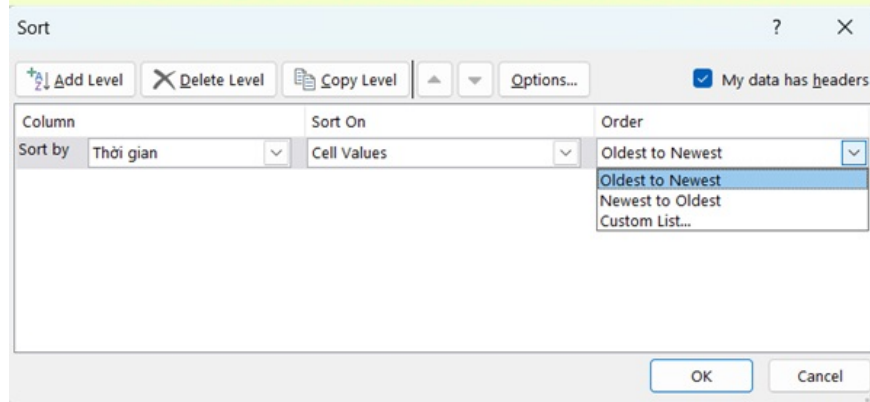 Sort ?
Add Level Delete Level Copy Level Options... My data has headers
Column Sort On Order
Sort by Thời gian Cell Values Oldest to Newest
Oldest to Newest
Newest to Oldest
Custom List...
OK Cancel